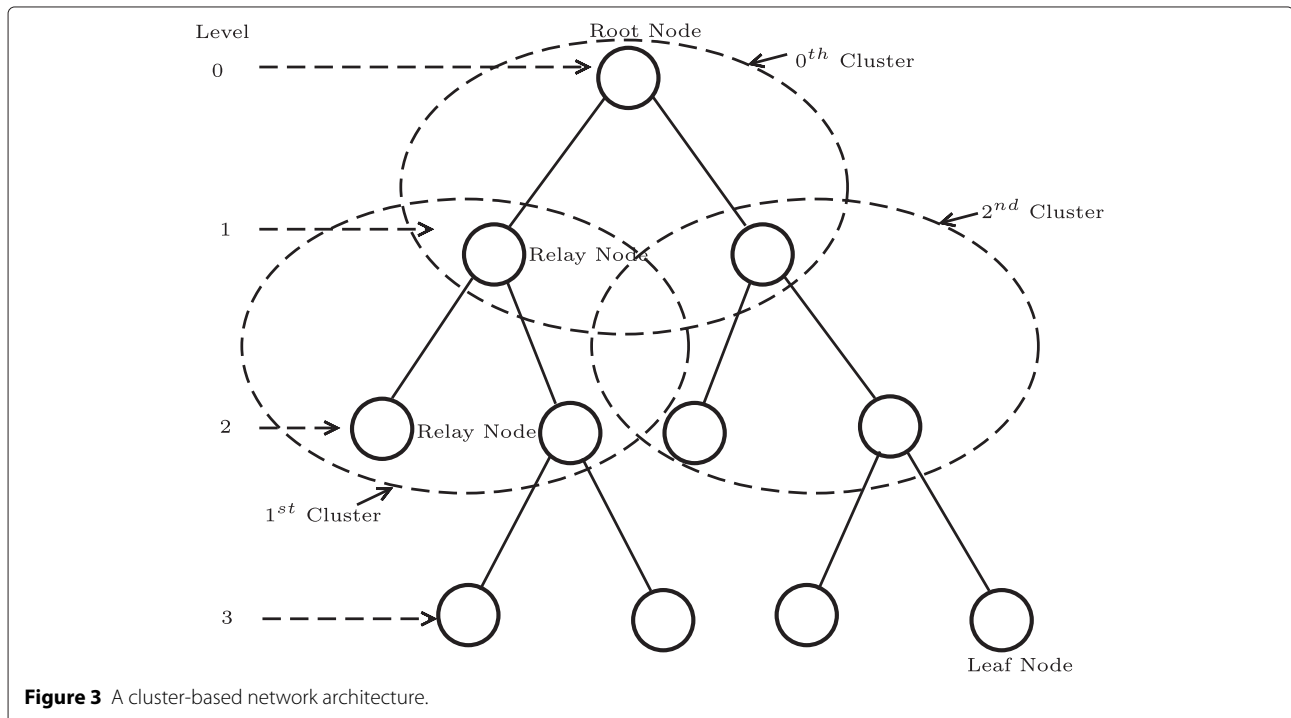 Root Node
Level
0
0th Cluster
1
2nd Cluster
Relay Node
2
Relay Node
1st Cluster
3
Leaf Node
Figure 3 A cluster-based network architecture.